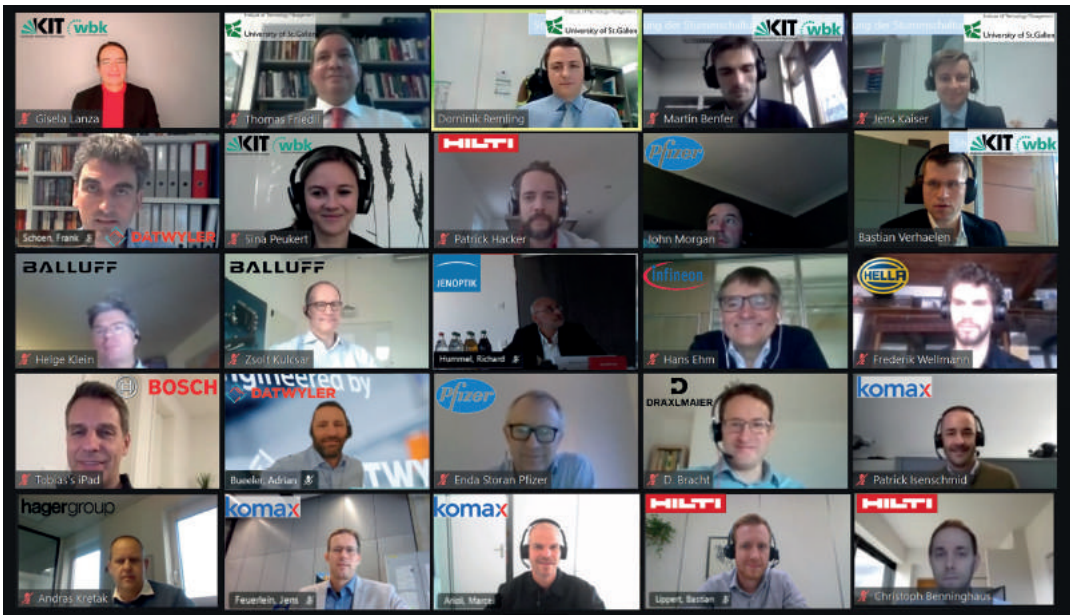 KIT wbk
Gisela Lanza
University of St.Gallen
Thomas Friedli
University of St.Gallen
Dominik Remling
KIT wbk
Martin Benfer
University of St.Gallen
Jens Kaiser
DATWYLER
Schoen, Frank
KIT wbk
Sina Peukert
HILTI
Patrick Hacker
Pfizer
John Morgan
KIT wbk
Bastian Verhaelen
BALLUFF
Helge Klein
BALLUFF
Zsolt Kulcsar
JENOPTIK
Hummel, Richard
infineon
Hans Ehm
HELLA
Frederik Wellmann
BOSCH
Tobias's iPad
engineered by
DATWYLER
Bueeler, Adrian
Pfizer
Enda Storan Pfizer
DRÄXLMAIER
D. Bracht
komax
Patrick Isenschmid
hagergroup
Andras Kretak
komax
Feuerlein, Jens
komax
Arioli, Marcel
HILTI
Lippert, Bastian
HILTI
Christoph Benninghaus